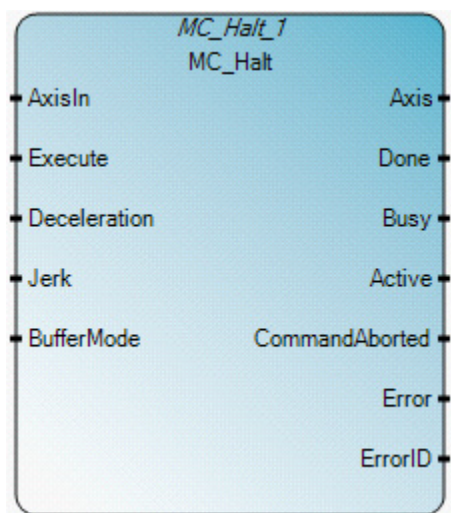 MC_Halt_1
MC_Halt
AxisIn Axis
Execute Done
Deceleration Busy
Jerk Active
BufferMode CommandAborted
Error
ErrorID